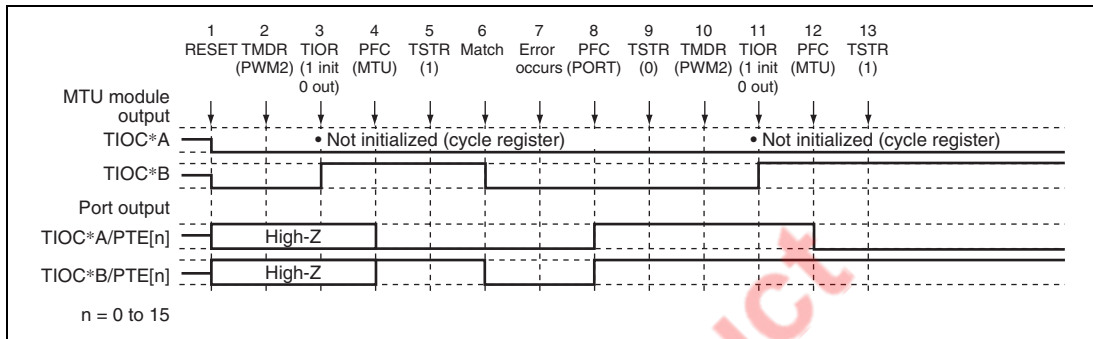 1 2 3 4 5 6 7 8 9 10 11 12 13
RESET TMDR TIOR PFC TSTR Match Error PFC TSTR TMDR TIOR PFC TSTR
(PWM2) (1 init (MTU) (1) occurs (PORT) (0) (PWM2) (1 init (MTU) (1)
0 out) 0 out)
MTU module
output
TIOC*A • Not initialized (cycle register) • Not initialized (cycle register)
TIOC*B
Port output
TIOC*A/PTE[n] High-Z
TIOC*B/PTE[n] High-Z
n = 0 to 15
uct